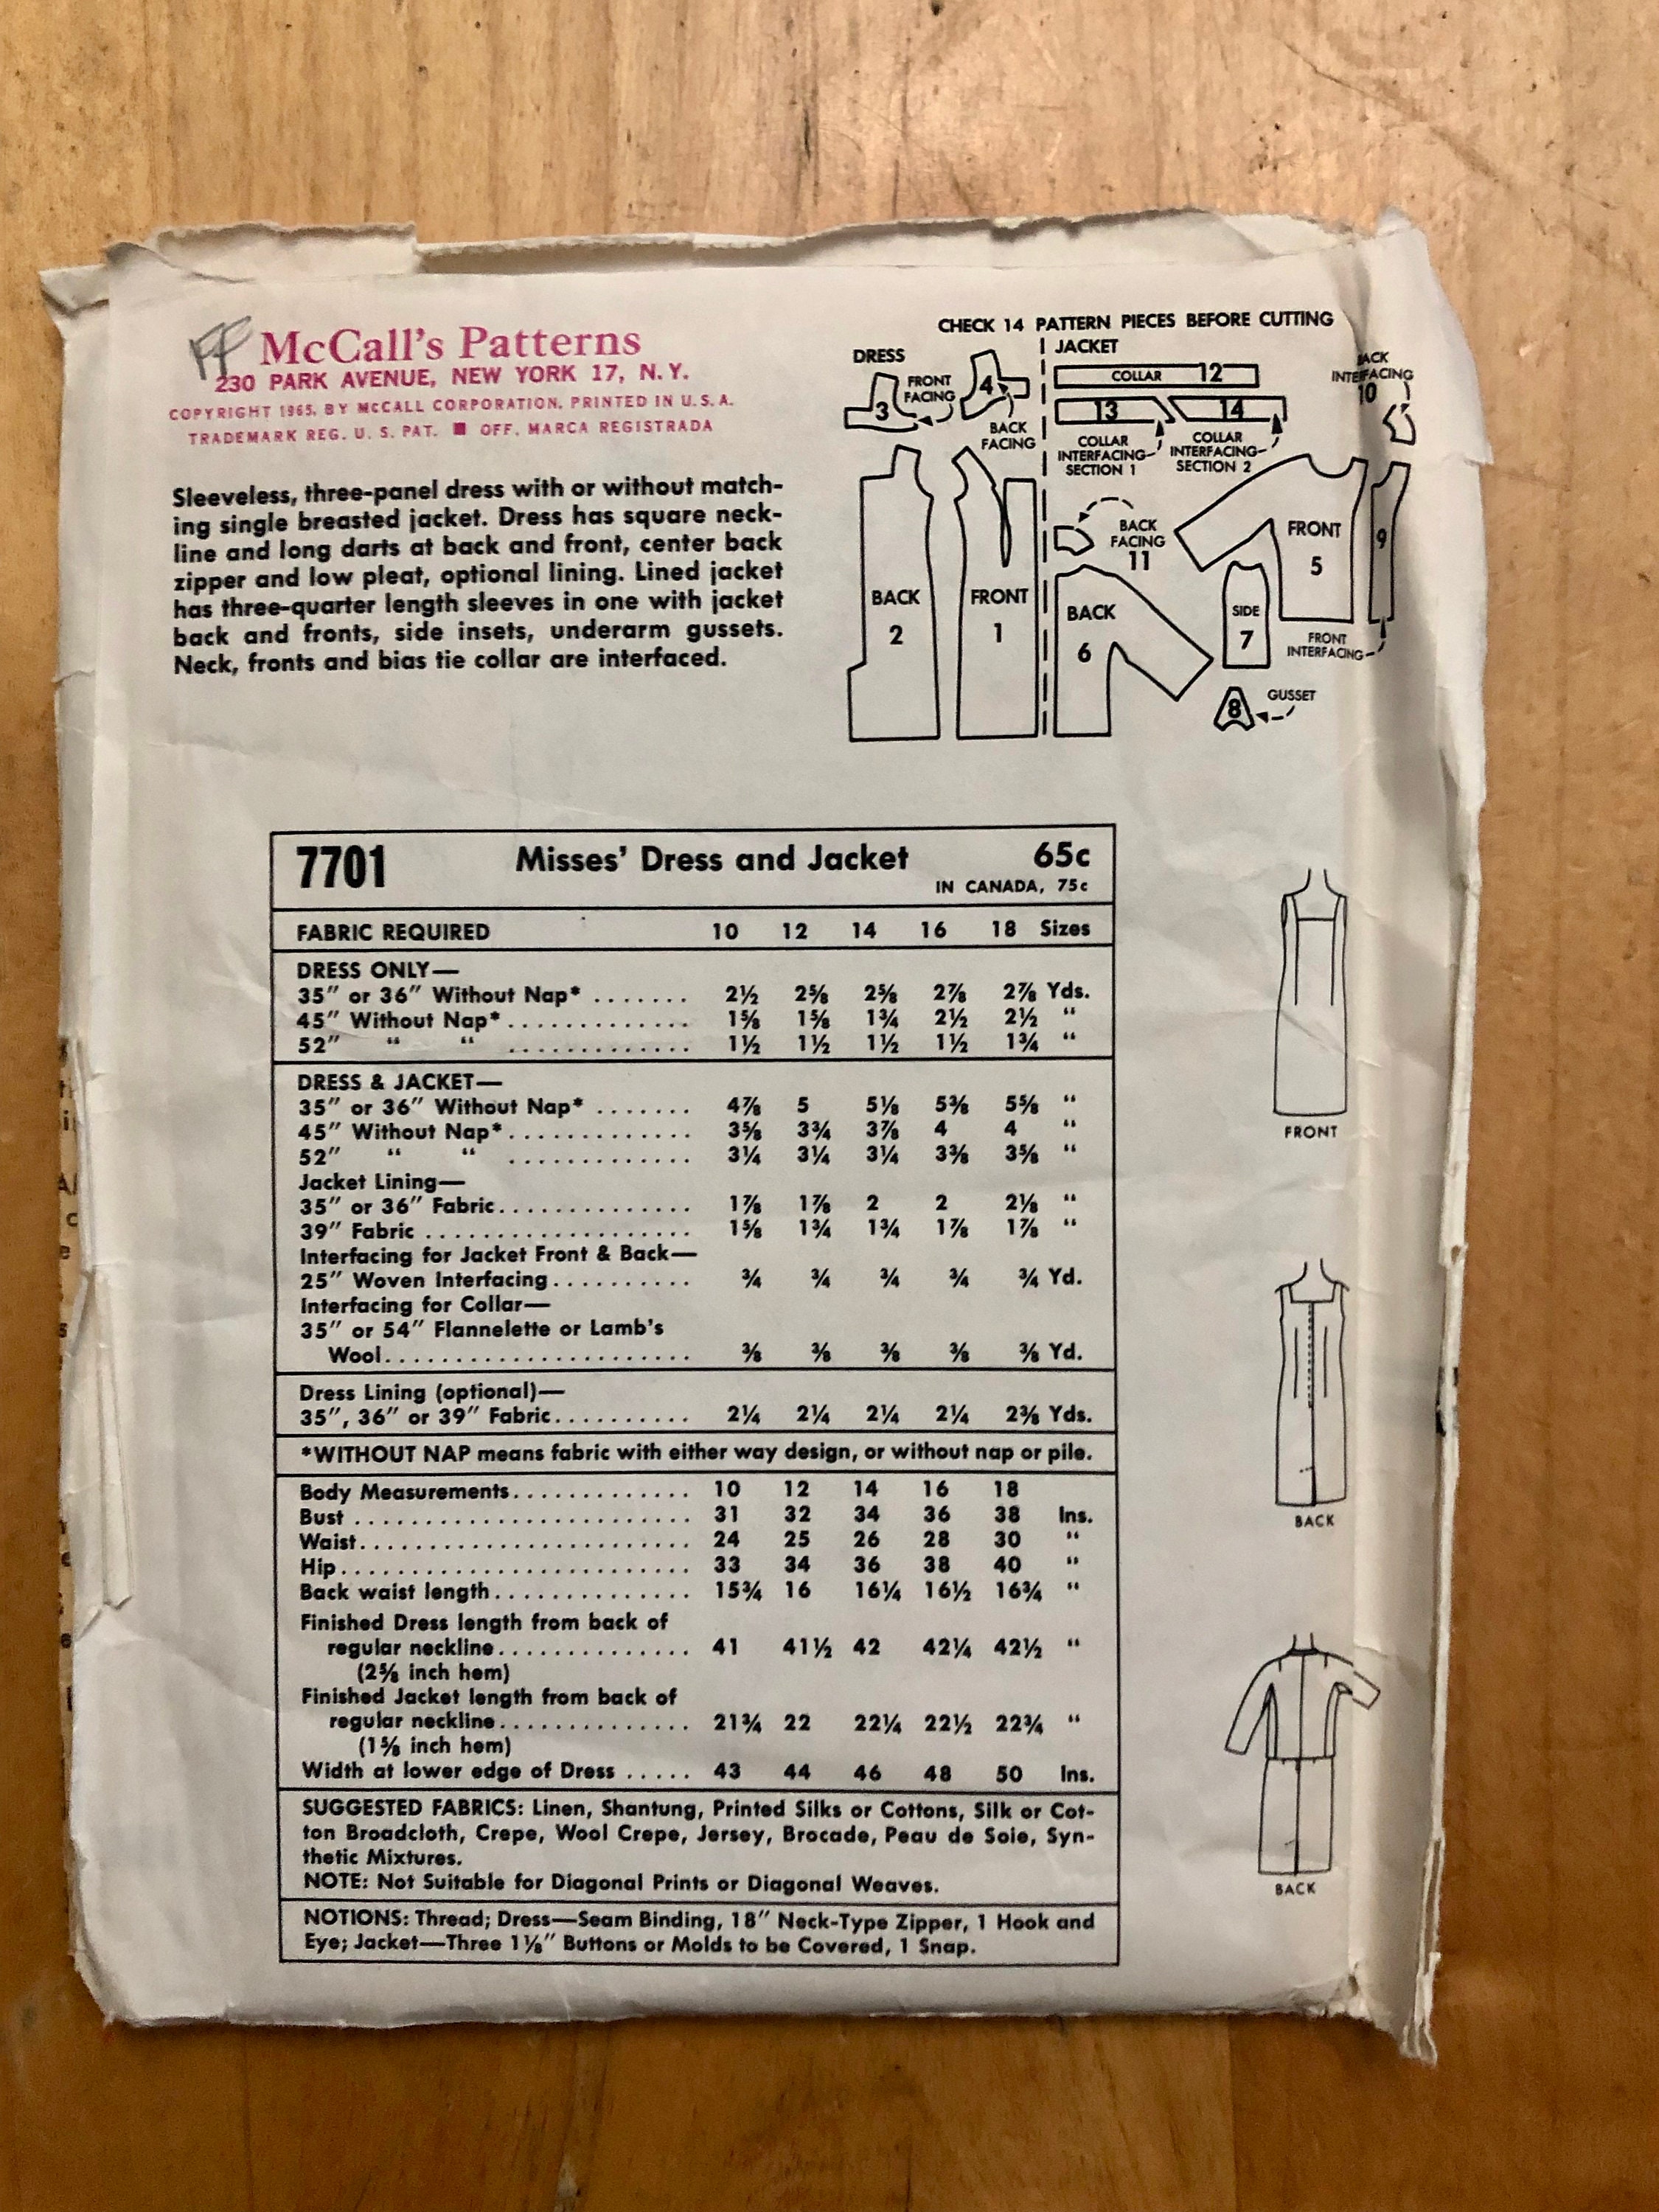 FF
McCall's Patterns
230 PARK AVENUE, NEW YORK 17, N.Y.
COPYRIGHT 1965, BY McCALL CORPORATION. PRINTED IN U.S.A.
TRADEMARK REG. U. S. PAT. ■ OFF. MARCA REGISTRADA
Sleeveless, three-panel dress with or without match-
ing single breasted jacket. Dress has square neck-
line and long darts at back and front, center back
zipper and low pleat, optional lining. Lined jacket
has three-quarter length sleeves in one with jacket
back and fronts, side insets, underarm gussets.
Neck, fronts and bias tie collar are interfaced.
CHECK 14 PATTERN PIECES BEFORE CUTTING
DRESS
3
FRONT
FACING
4
BACK
FACING
BACK
2
FRONT
1
JACKET
COLLAR 12
13
14
COLLAR
INTERFACING
SECTION 1
COLLAR
INTERFACING
SECTION 2
BACK
INTERFACING
10
BACK
FACING
11
FRONT
5
9
BACK
6
SIDE
7
FRONT
INTERFACING
8
GUSSET
7701 Misses' Dress and Jacket 65c
IN CANADA, 75c
FABRIC REQUIRED 10 12 14 16 18 Sizes
DRESS ONLY—
35" or 36" Without Nap* ....... 2½ 2⅝ 2⅝ 2⅞ 2⅞ Yds.
45" Without Nap* ............. 1⅝ 1⅝ 1¾ 2½ 2½ "
52" " " ............. 1½ 1½ 1½ 1½ 1¾ "
DRESS & JACKET—
35" or 36" Without Nap* ....... 4⅞ 5 5⅛ 5⅜ 5⅝ "
45" Without Nap* ............. 3⅝ 3¾ 3⅞ 4 4 "
52" " " ............. 3¼ 3¼ 3¼ 3⅜ 3⅝ "
Jacket Lining—
35" or 36" Fabric .............. 1⅞ 1⅞ 2 2 2⅛ "
39" Fabric ................... 1⅝ 1¾ 1¾ 1⅞ 1⅞ "
Interfacing for Jacket Front & Back—
25" Woven Interfacing .......... ¾ ¾ ¾ ¾ ¾ Yd.
Interfacing for Collar—
35" or 54" Flannelette or Lamb's
Wool ...................... ⅜ ⅜ ⅜ ⅜ ⅜ Yd.
Dress Lining (optional)—
35", 36" or 39" Fabric .......... 2¼ 2¼ 2¼ 2¼ 2⅜ Yds.
*WITHOUT NAP means fabric with either way design, or without nap or pile.
Body Measurements ............. 10 12 14 16 18
Bust ........................ 31 32 34 36 38 Ins.
Waist ........................ 24 25 26 28 30 "
Hip ......................... 33 34 36 38 40 "
Back waist length .............. 15¾ 16 16¼ 16½ 16¾ "
Finished Dress length from back of
regular neckline .............. 41 41½ 42 42¼ 42½ "
(2⅝ inch hem)
Finished Jacket length from back of
regular neckline .............. 21¾ 22 22¼ 22½ 22¾ "
(1⅝ inch hem)
Width at lower edge of Dress ..... 43 44 46 48 50 Ins.
SUGGESTED FABRICS: Linen, Shantung, Printed Silks or Cottons, Silk or Cot-
ton Broadcloth, Crepe, Wool Crepe, Jersey, Brocade, Peau de Soie, Syn-
thetic Mixtures.
NOTE: Not Suitable for Diagonal Prints or Diagonal Weaves.
NOTIONS: Thread; Dress—Seam Binding, 18" Neck-Type Zipper, 1 Hook and
Eye; Jacket—Three 1⅛" Buttons or Molds to be Covered, 1 Snap.
FRONT
BACK
BACK